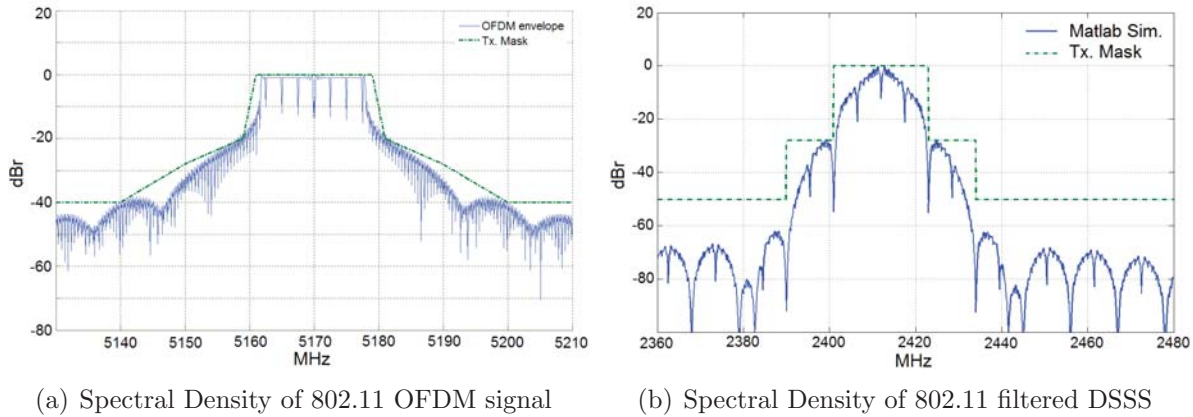 20
0
-20
-40
-60
-80
dBr
5140 5150 5160 5170 5180 5190 5200 5210
MHz
OFDM envelope
Tx. Mask
(a) Spectral Density of 802.11 OFDM signal
20
0
-20
-40
-60
-80
dBr
2360 2380 2400 2420 2440 2460 2480
MHz
Matlab Sim.
Tx. Mask
(b) Spectral Density of 802.11 filtered DSSS